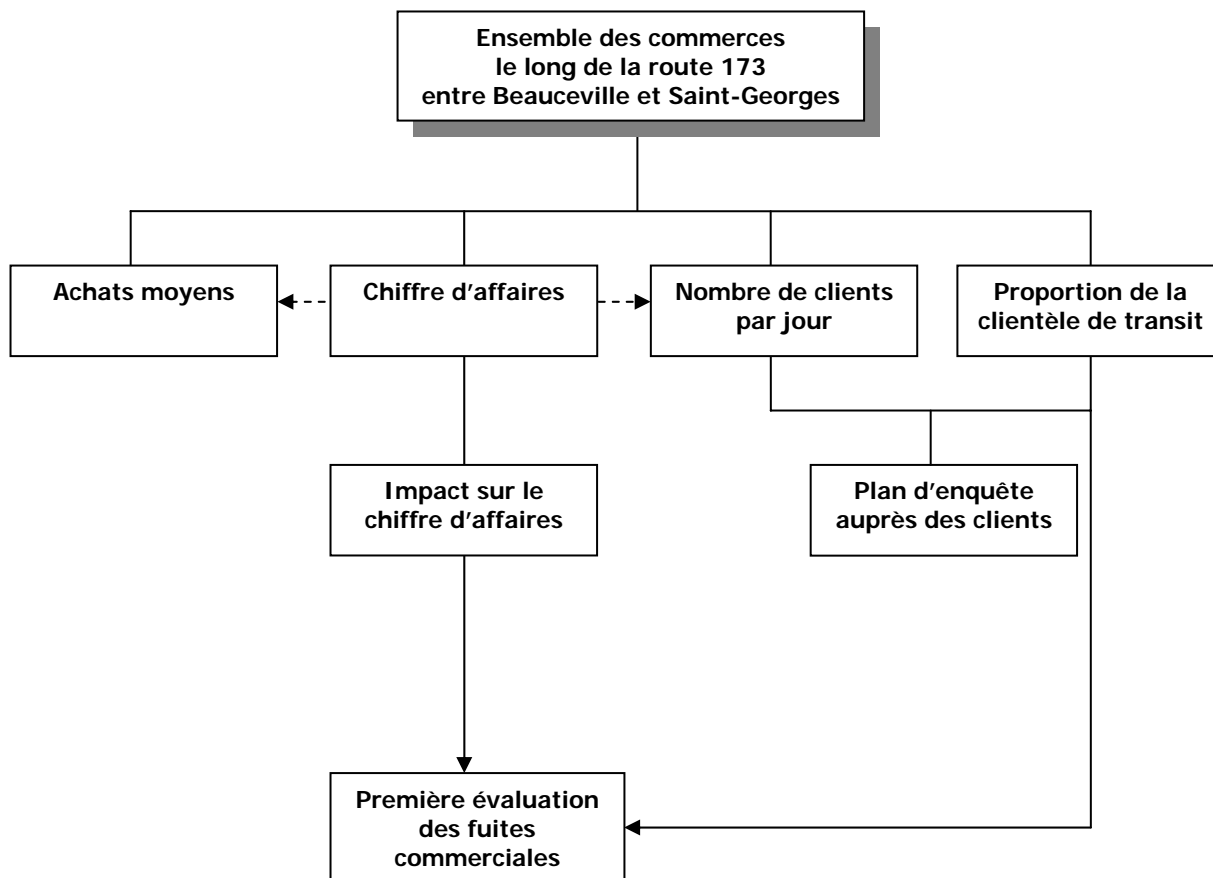 Ensemble des commerces
le long de la route 173
entre Beauceville et Saint-Georges
Achats moyens
Chiffre d'affaires
Nombre de clients
par jour
Proportion de la
clientèle de transit
Impact sur le
chiffre d'affaires
Plan d'enquête
auprès des clients
Première évaluation
des fuites
commerciales